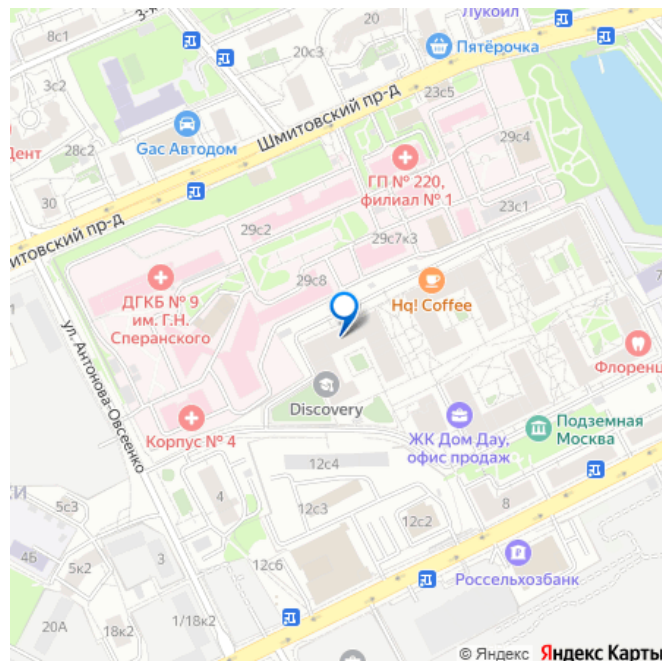 3-
8с1
20
Лукойл
20с3
Пятёрочка
3с2
23с5
Шмитовский пр-д
Дент
28с2
Gac Автодом
29с4
ГП № 220,
филиал № 1
30
23с1
митовский пр-д
29с2
29с7к3
29с8
ДГКБ № 9
им. Г.Н.
Сперанского
Hq! Coffee
ул. Антонова-Овсеенко
Флоренц
Discovery
Корпус № 4
ЖК Дом Дау,
офис продаж
Подземная
Москва
12с4
КИ
4
5с3
12с3
12с2
8
4Б
5к2
3
12с6
Россельхозбанк
20А
18к2
1/18к2
© Яндекс Яндекс Карты